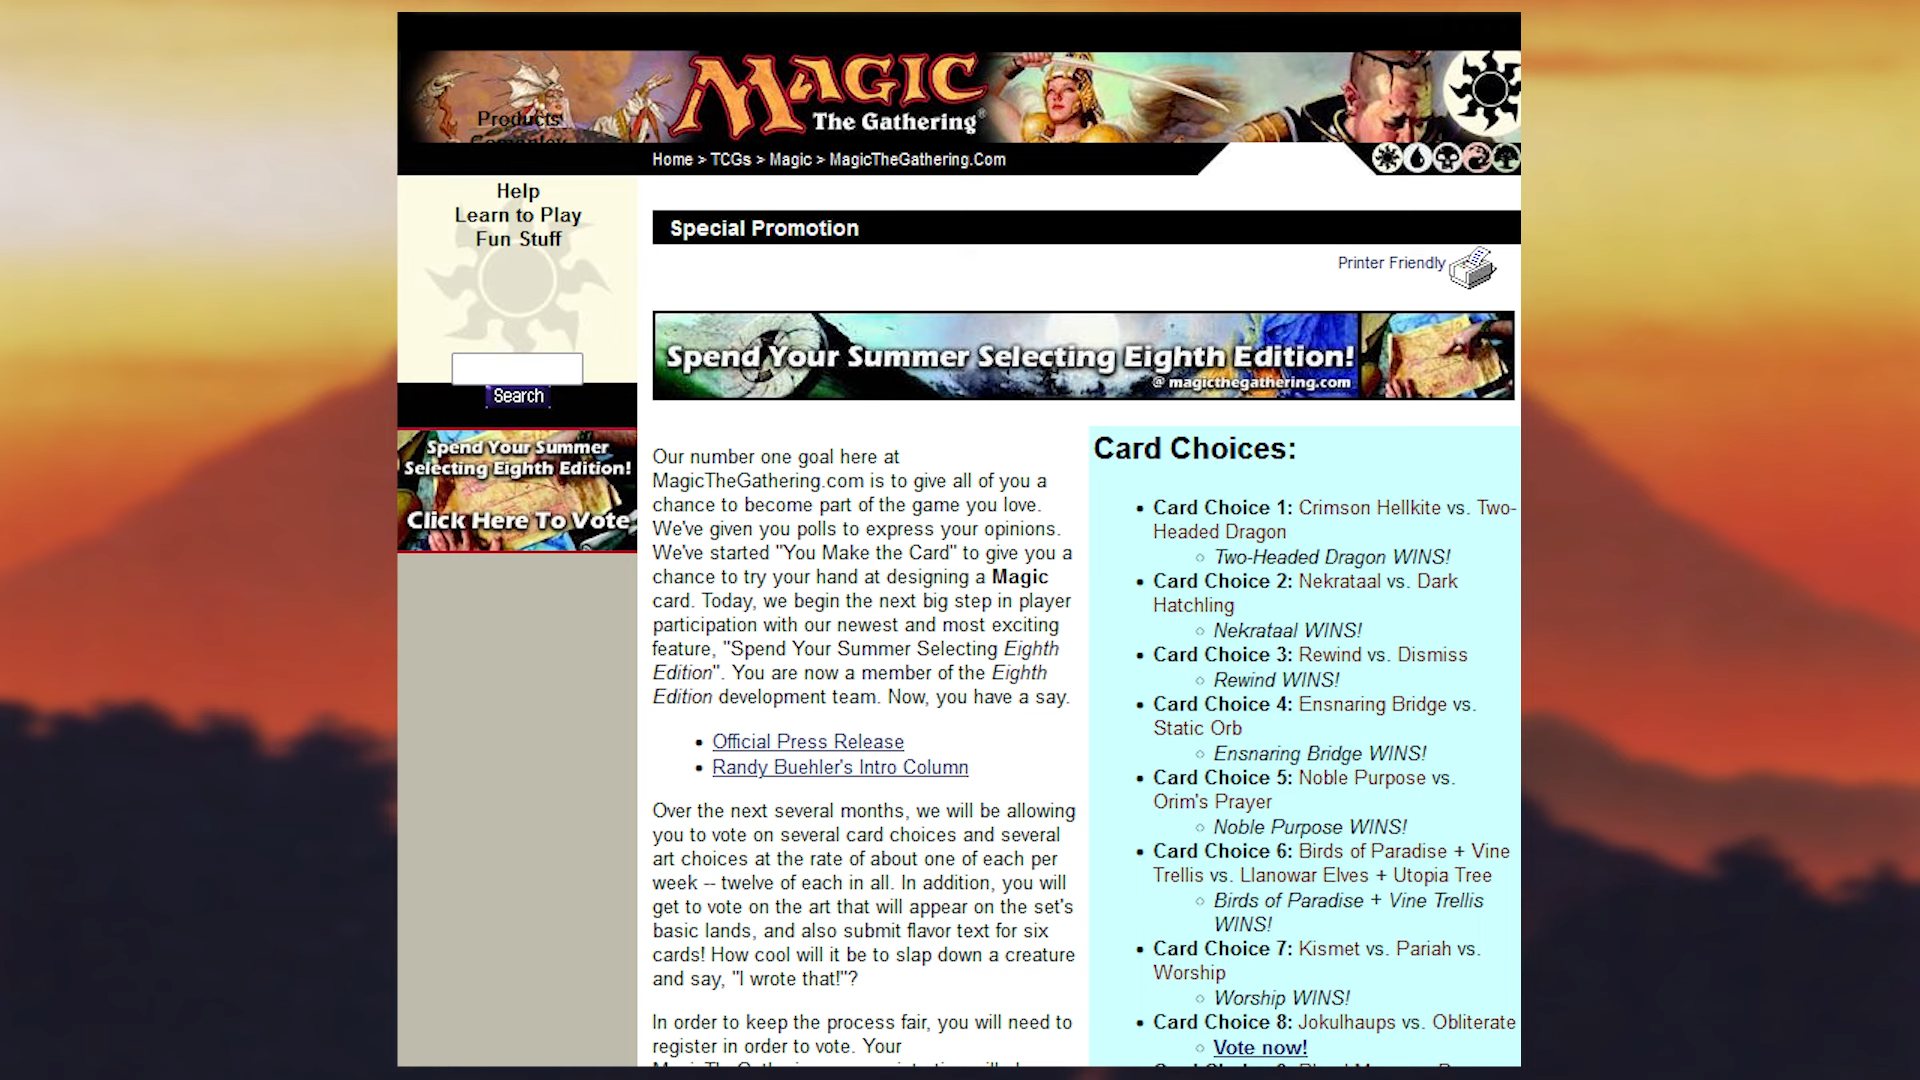 MAGIC
The Gathering®
Products
Home > TCGs > Magic > MagicTheGathering.Com
Help
Learn to Play
Fun Stuff
Search
Spend Your Summer
Selecting Eighth Edition!
Click Here To Vote
Special Promotion
Printer Friendly
Spend Your Summer Selecting Eighth Edition!
@ magicthegathering.com
Our number one goal here at
MagicTheGathering.com is to give all of you a
chance to become part of the game you love.
We've given you polls to express your opinions.
We've started "You Make the Card" to give you a
chance to try your hand at designing a Magic
card. Today, we begin the next big step in player
participation with our newest and most exciting
feature, "Spend Your Summer Selecting Eighth
Edition". You are now a member of the Eighth
Edition development team. Now, you have a say.
Official Press Release
Randy Buehler's Intro Column
Over the next several months, we will be allowing
you to vote on several card choices and several
art choices at the rate of about one of each per
week -- twelve of each in all. In addition, you will
get to vote on the art that will appear on the set's
basic lands, and also submit flavor text for six
cards! How cool will it be to slap down a creature
and say, "I wrote that!"?
In order to keep the process fair, you will need to
register in order to vote. Your
Card Choices:
Card Choice 1: Crimson Hellkite vs. Two-
Headed Dragon
Two-Headed Dragon WINS!
Card Choice 2: Nekrataal vs. Dark
Hatchling
Nekrataal WINS!
Card Choice 3: Rewind vs. Dismiss
Rewind WINS!
Card Choice 4: Ensnaring Bridge vs.
Static Orb
Ensnaring Bridge WINS!
Card Choice 5: Noble Purpose vs.
Orim's Prayer
Noble Purpose WINS!
Card Choice 6: Birds of Paradise + Vine
Trellis vs. Llanowar Elves + Utopia Tree
Birds of Paradise + Vine Trellis
WINS!
Card Choice 7: Kismet vs. Pariah vs.
Worship
Worship WINS!
Card Choice 8: Jokulhaups vs. Obliterate
Vote now!